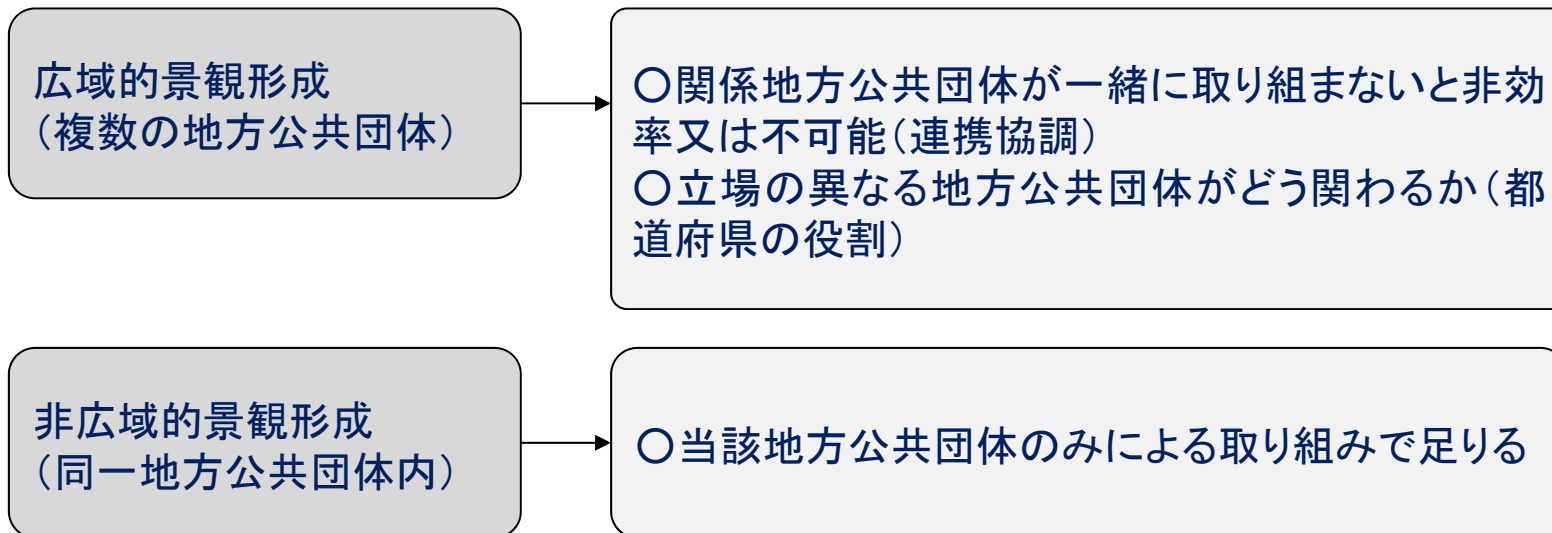 広域的景観形成
（複数の地方公共団体）
〇関係地方公共団体が一緒に取り組まないと非効
率又は不可能（連携協調）
〇立場の異なる地方公共団体がどう関わるか（都
道府県の役割）
非広域的景観形成
（同一地方公共団体内）
〇当該地方公共団体のみによる取り組みで足りる